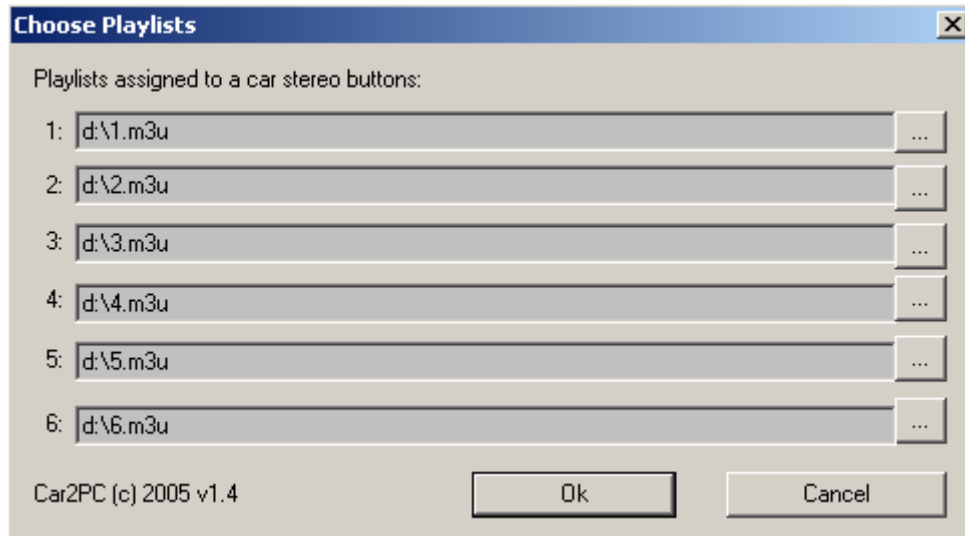 Choose Playlists
Playlists assigned to a car stereo buttons:
1: d:\1.m3u ...
2: d:\2.m3u ...
3: d:\3.m3u ...
4: d:\4.m3u ...
5: d:\5.m3u ...
6: d:\6.m3u ...
Car2PC (c) 2005 v1.4 Ok Cancel